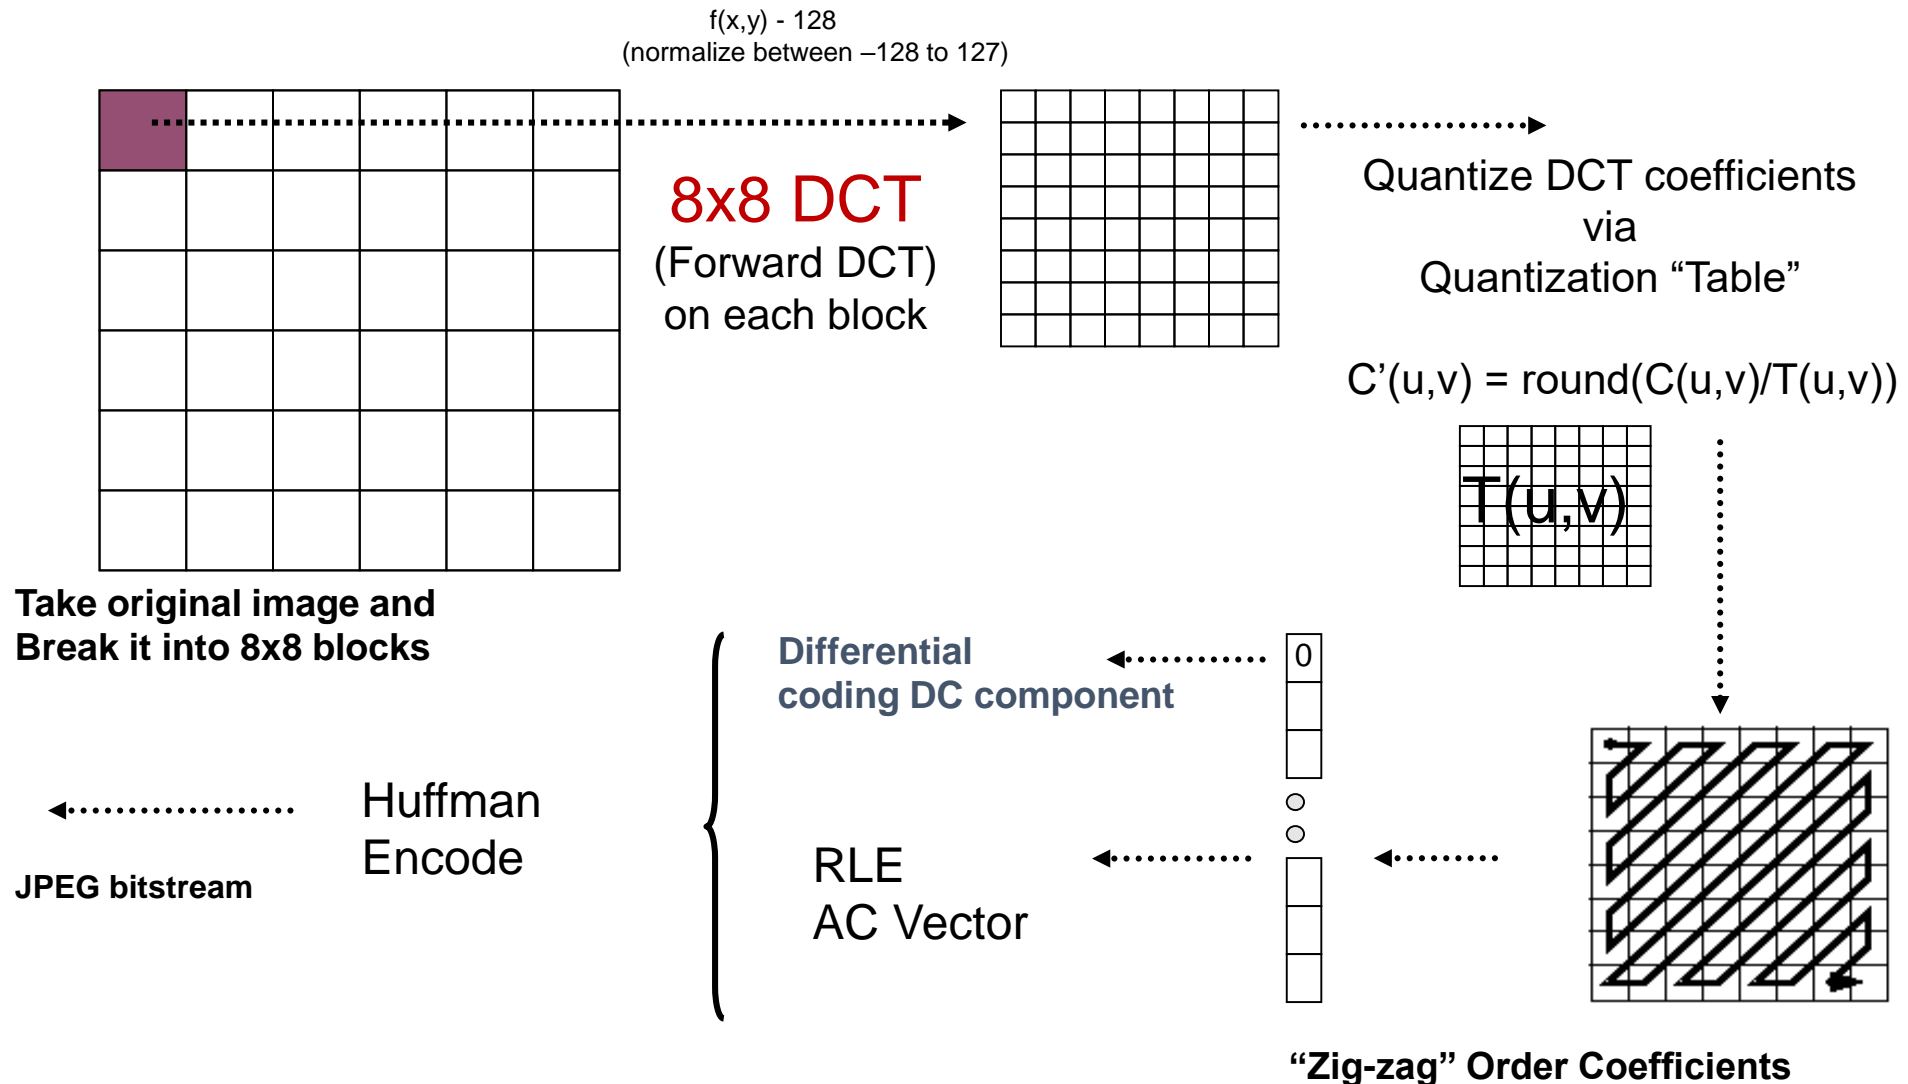 f(x,y) - 128
(normalize between –128 to 127)
8x8 DCT
(Forward DCT)
on each block
Quantize DCT coefficients
via
Quantization “Table”
C’(u,v) = round(C(u,v)/T(u,v))
T(u,v)
Take original image and
Break it into 8x8 blocks
Differential
coding DC component
0
Huffman
Encode
RLE
AC Vector
JPEG bitstream
“Zig-zag” Order Coefficients